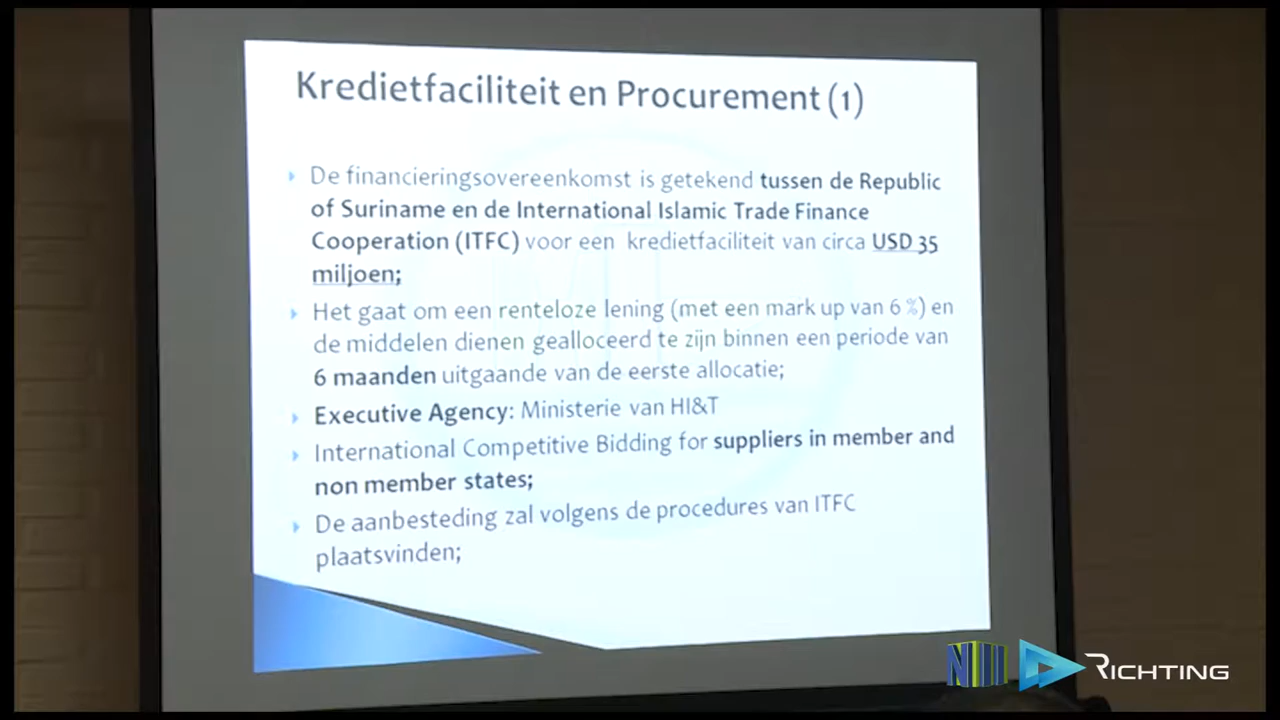 Kredietfaciliteit en Procurement (1)
De financieringsovereenkomst is getekend tussen de Republic
of Suriname en de International Islamic Trade Finance
Cooperation (ITFC) voor een kredietfaciliteit van circa USD 35
miljoen;
Het gaat om een renteloze lening (met een mark up van 6 %) en
de middelen dienen gealloceerd te zijn binnen een periode van
6 maanden uitgaande van de eerste allocatie;
Executive Agency: Ministerie van HI&T
International Competitive Bidding for suppliers in member and
non member states;
De aanbesteding zal volgens de procedures van ITFC
plaatsvinden;
RICHTING